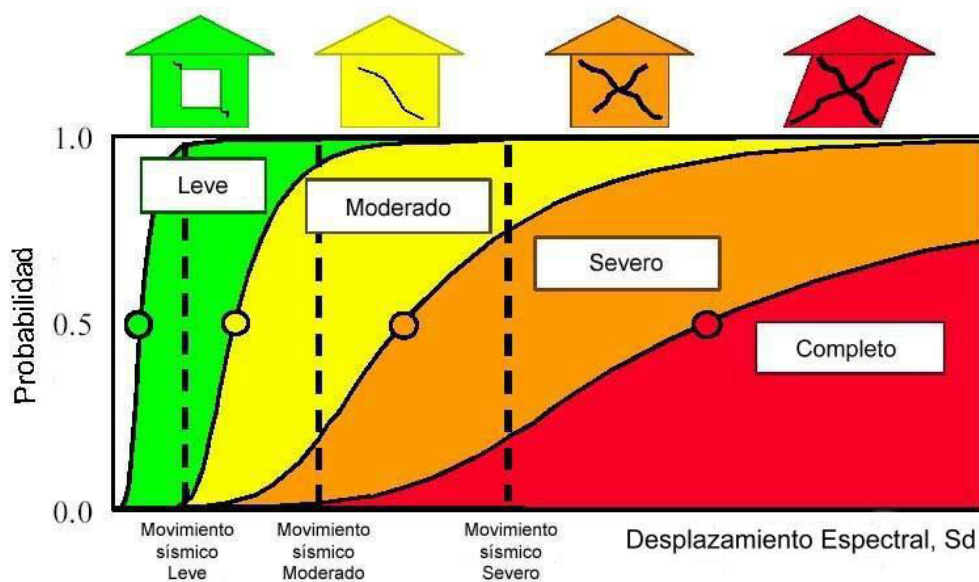 1.0
Leve
Moderado
Severo
Probabilidad
0.5
Completo
0.0
Movimiento
sísmico
Leve
Movimiento
sísmico
Moderado
Movimiento
sísmico
Severo
Desplazamiento Espectral, Sd